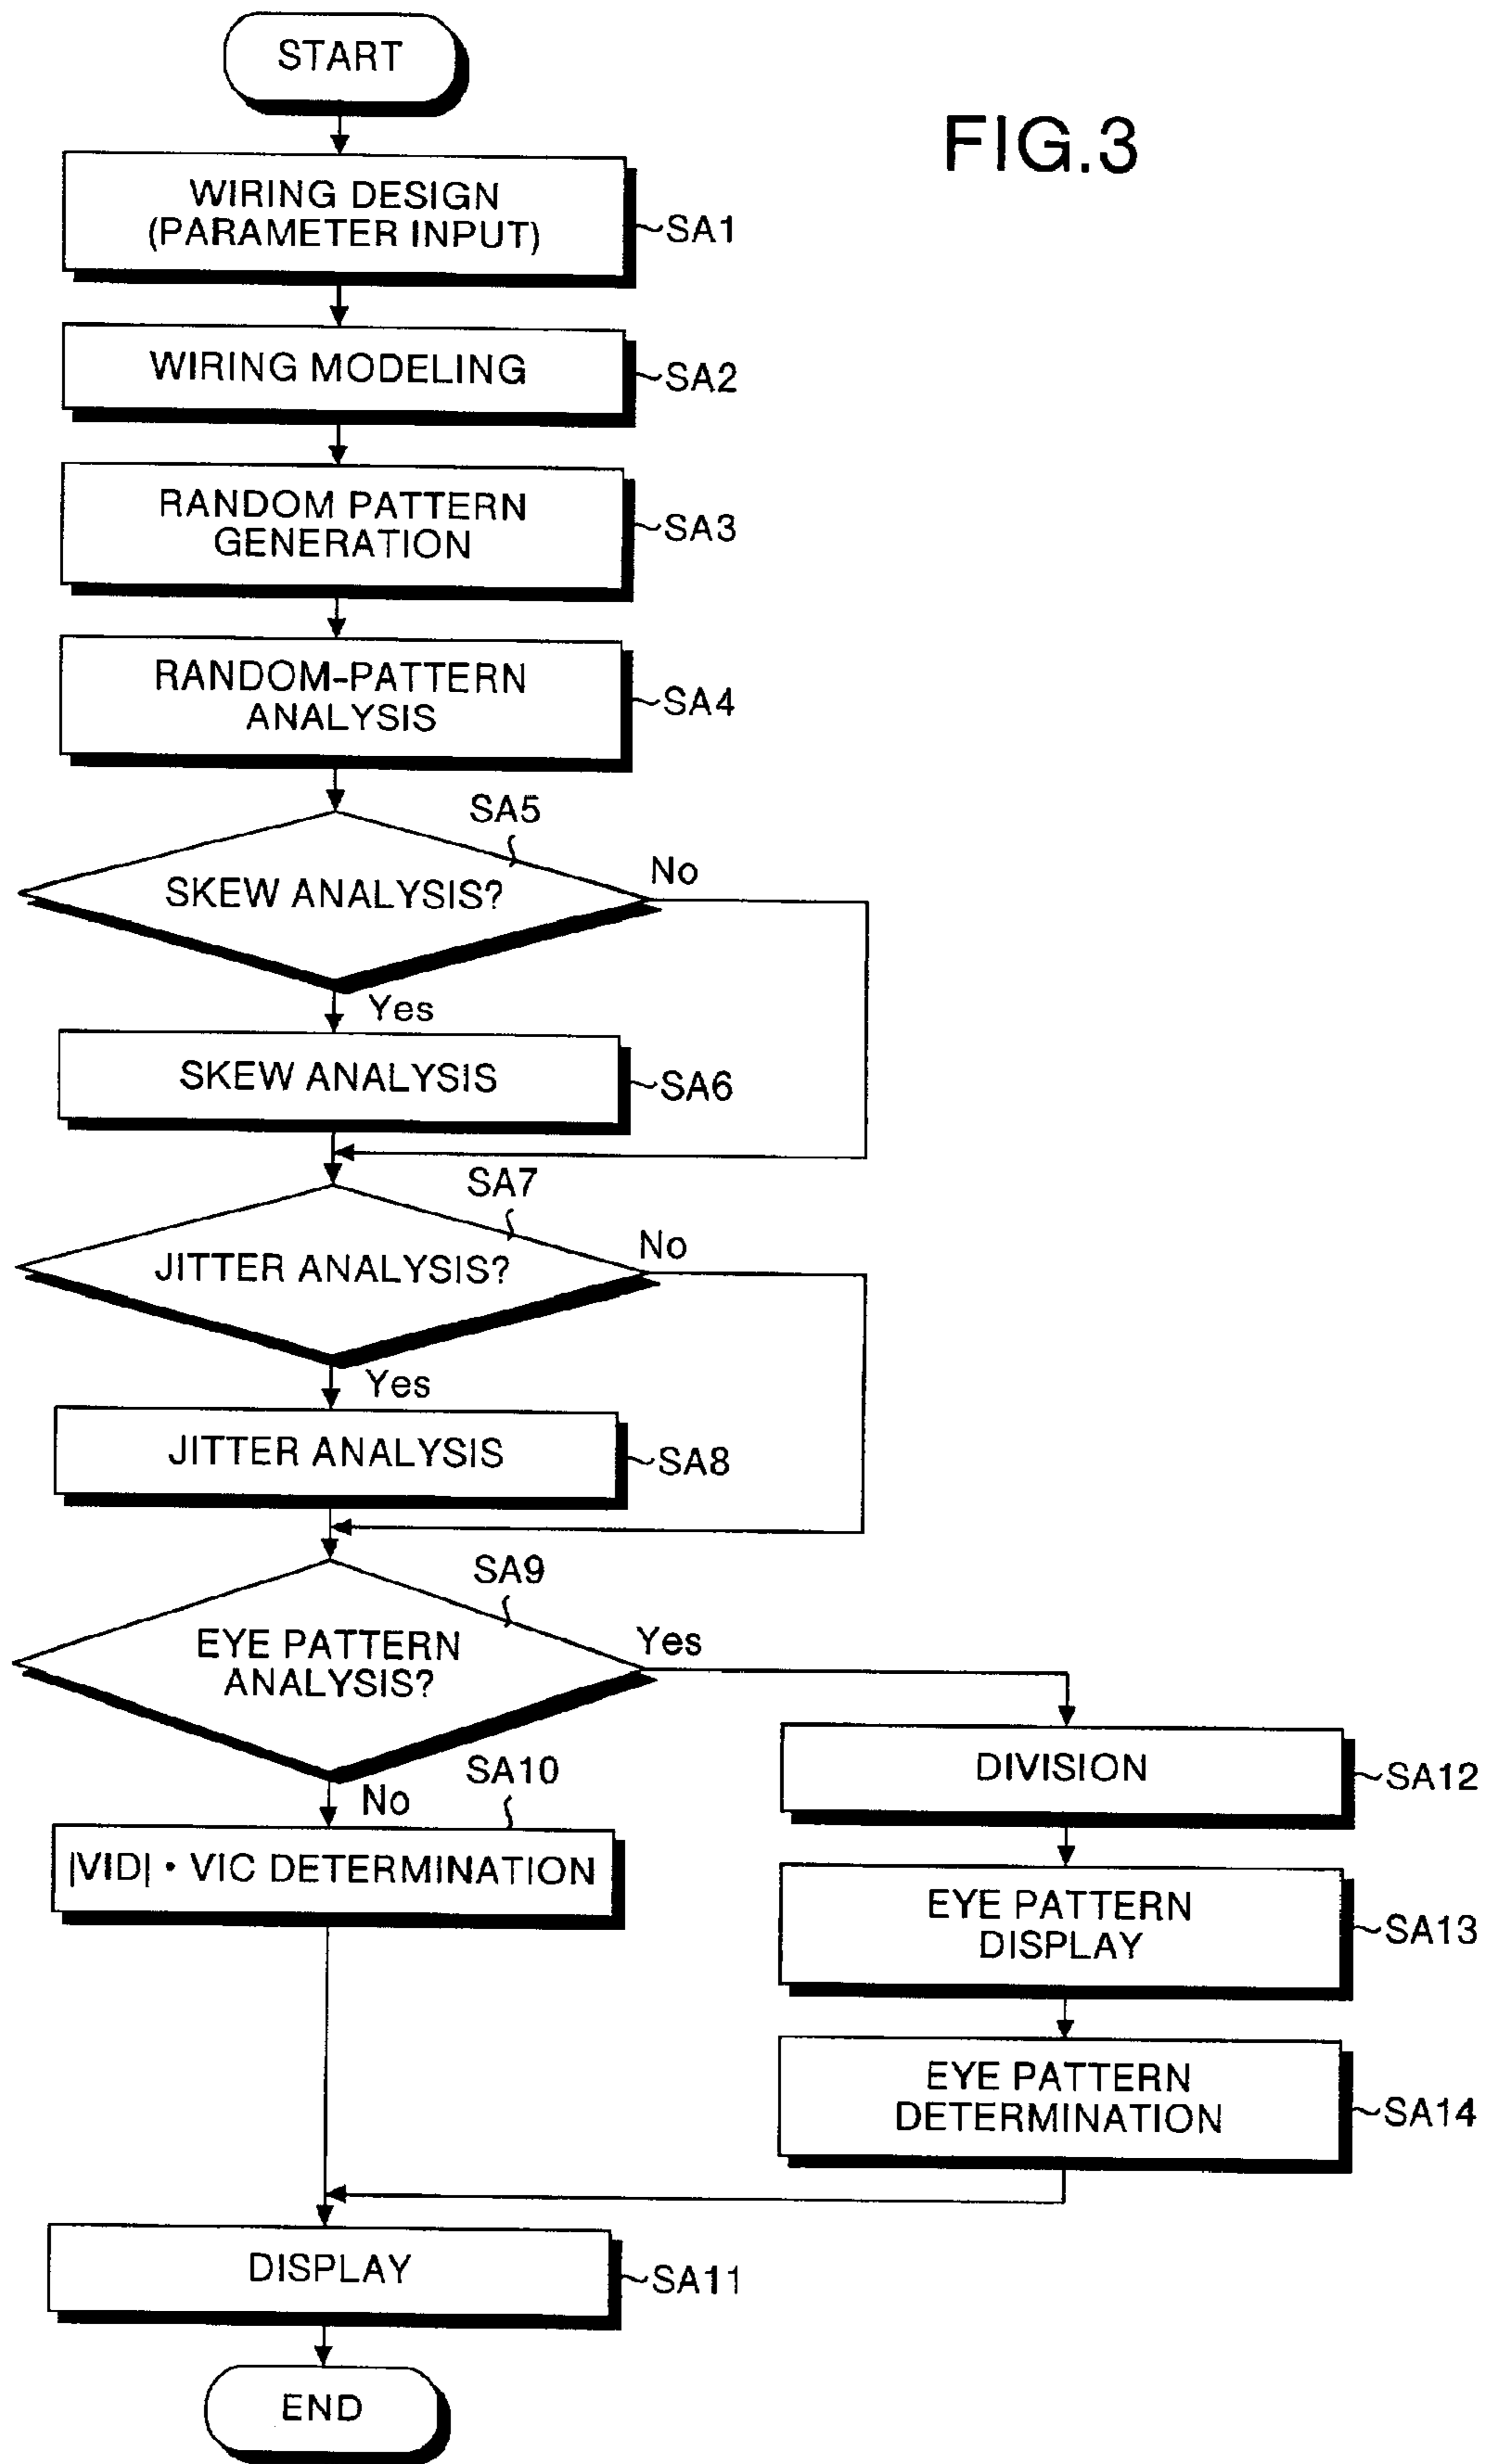 START
FIG.3
WIRING DESIGN
(PARAMETER INPUT)
SA1
WIRING MODELING
SA2
RANDOM PATTERN
GENERATION
SA3
RANDOM-PATTERN
ANALYSIS
SA4
SA5
SKEW ANALYSIS?
No
Yes
SKEW ANALYSIS
SA6
SA7
JITTER ANALYSIS?
No
Yes
JITTER ANALYSIS
SA8
SA9
EYE PATTERN
ANALYSIS?
Yes
No
SA10
|VID| • VIC DETERMINATION
DIVISION
SA12
EYE PATTERN
DISPLAY
SA13
EYE PATTERN
DETERMINATION
SA14
DISPLAY
SA11
END